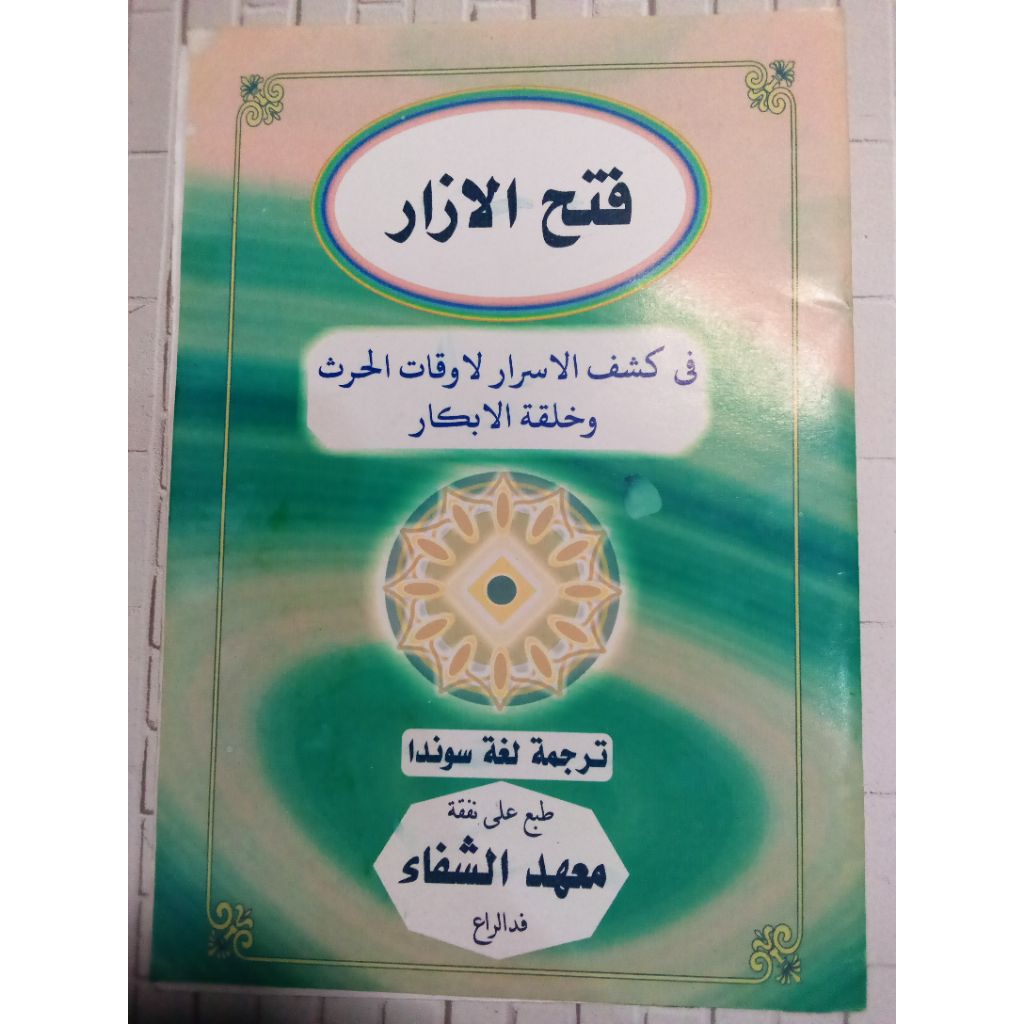 فتح الازار
فى كشف الاسرار لاوقات الحرث
وخلقة الابكار
ترجمة لغة سوندا
طبع على نفقة
معهد الشفاء
فدالراع